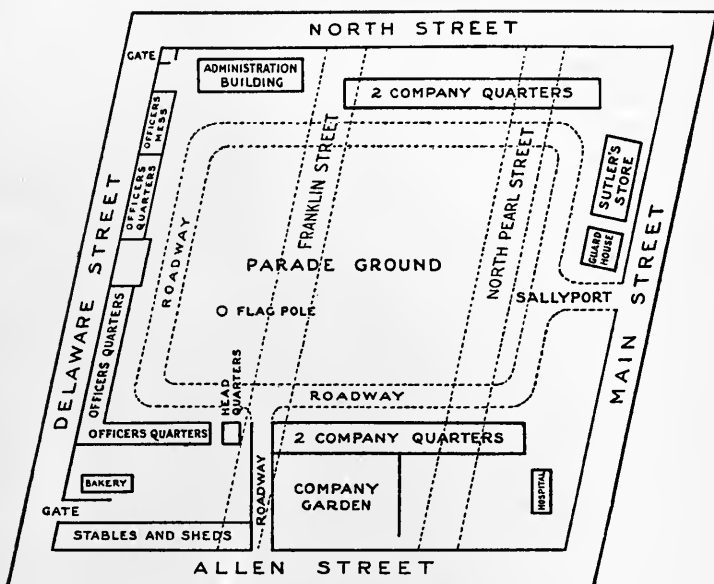 NORTH STREET
GATE
ADMINISTRATION
BUILDING
2 COMPANY QUARTERS
OFFICERS
MESS
OFFICERS
QUARTERS
FRANKLIN STREET
NORTH PEARL STREET
SUTLER'S
STORE
GUARD
HOUSE
DELAWARE STREET
ROADWAY
PARADE GROUND
SALLYPORT
FLAG POLE
MAIN STREET
OFFICERS QUARTERS
HEAD
QUARTERS
ROADWAY
OFFICERS QUARTERS
2 COMPANY QUARTERS
BAKERY
ROADWAY
COMPANY
GARDEN
HOSPITAL
GATE
STABLES AND SHEDS
ALLEN STREET